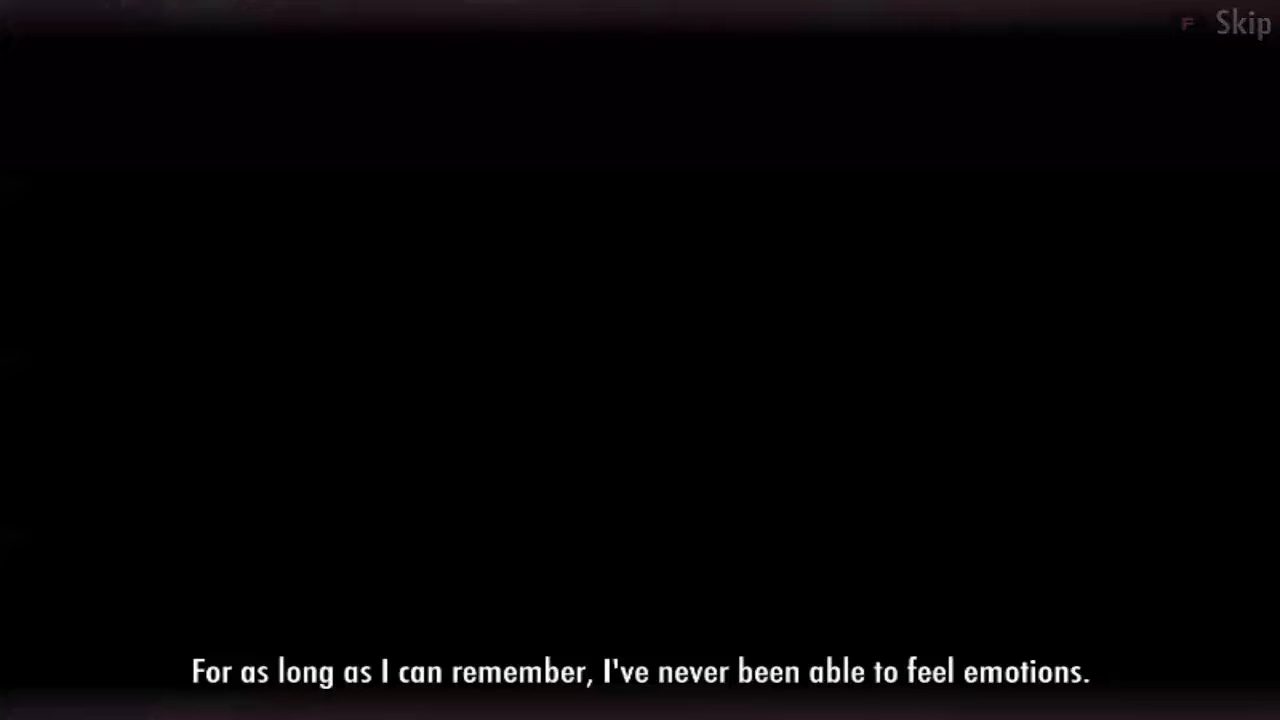 F Skip
For as long as I can remember, I've never been able to feel emotions.